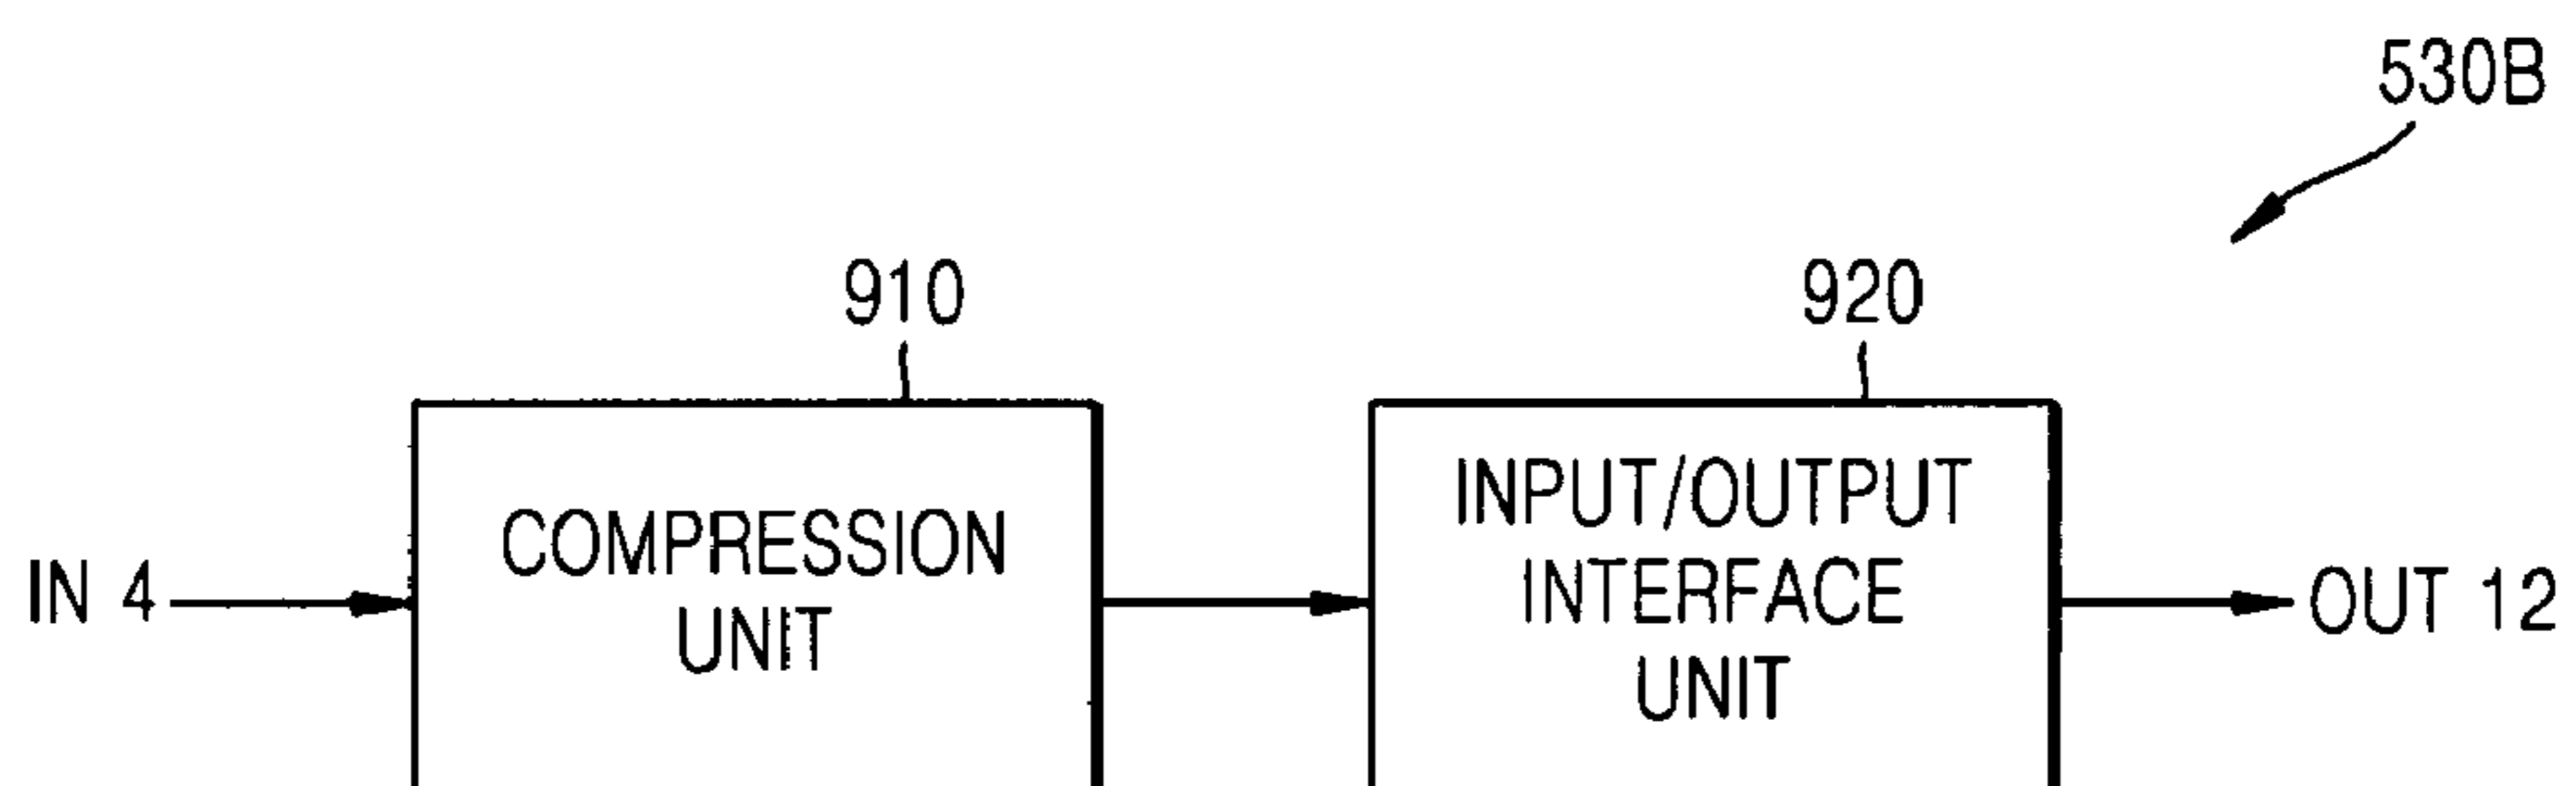 530B
910
920
COMPRESSION
UNIT
INPUT/OUTPUT
INTERFACE
UNIT
IN 4
OUT 12